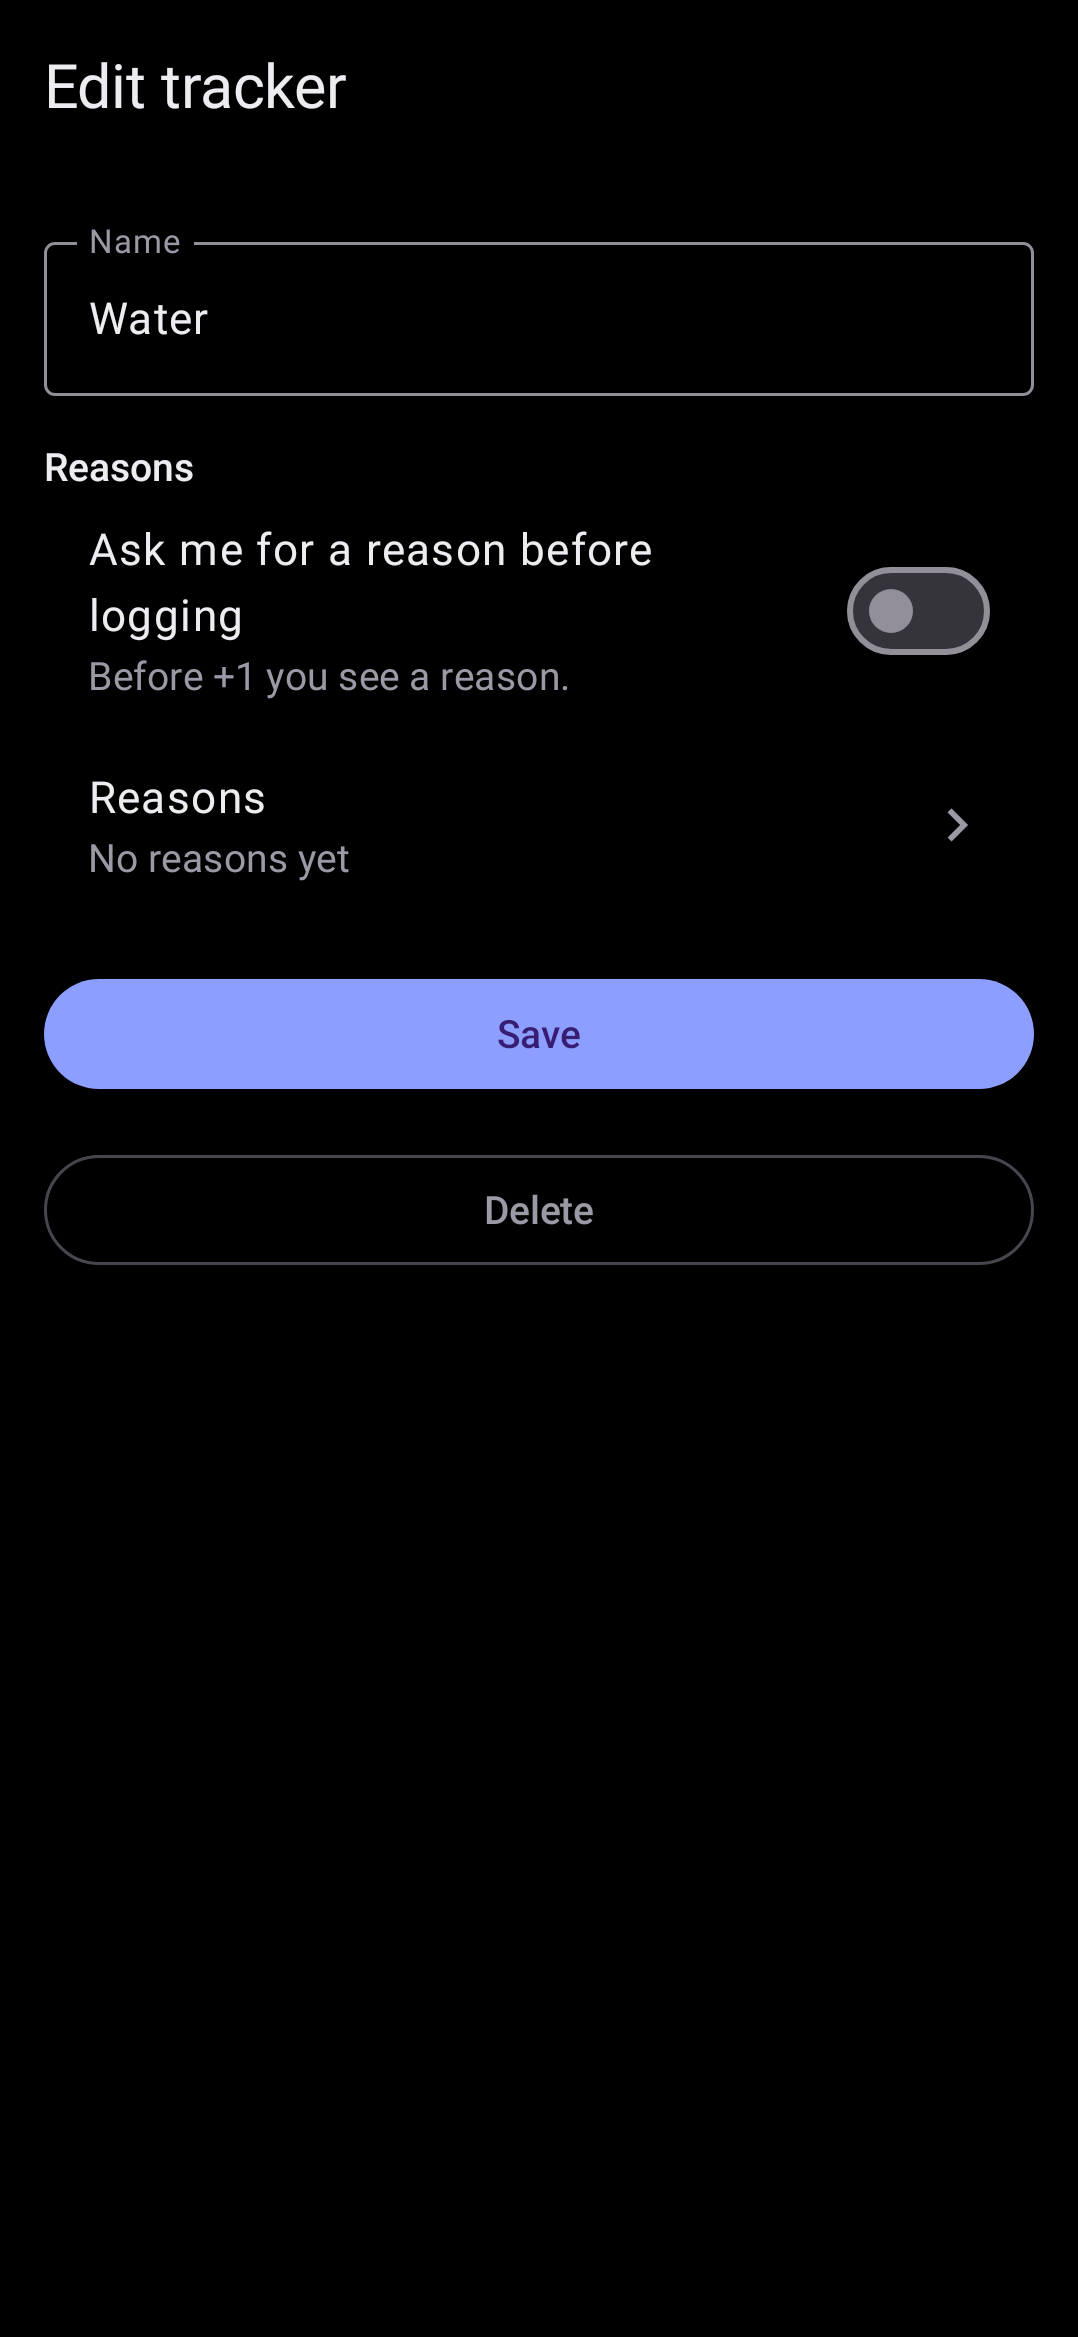 Edit tracker
Name
Water
Reasons
Ask me for a reason before
logging
Before +1 you see a reason.
Reasons
No reasons yet
Save
Delete